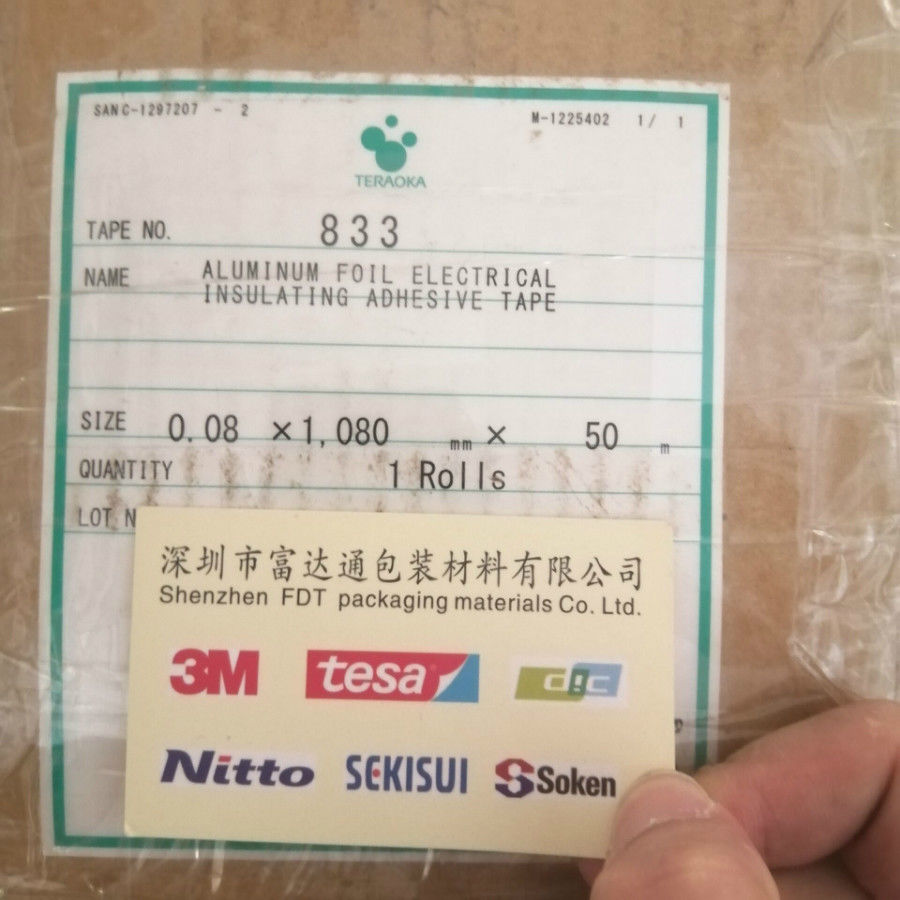 SANC-1297207 - 2
M-1225402 1/ 1
TERAOKA
TAPE NO. 833
NAME ALUMINUM FOIL ELECTRICAL
INSULATING ADHESIVE TAPE
SIZE 0.08 ×1,080 mm × 50 m
QUANTITY 1 Rolls
LOT N
深圳市富达通包装材料有限公司
Shenzhen FDT packaging materials Co. Ltd.
3M tesa dic
Nitto SEKISUI Soken